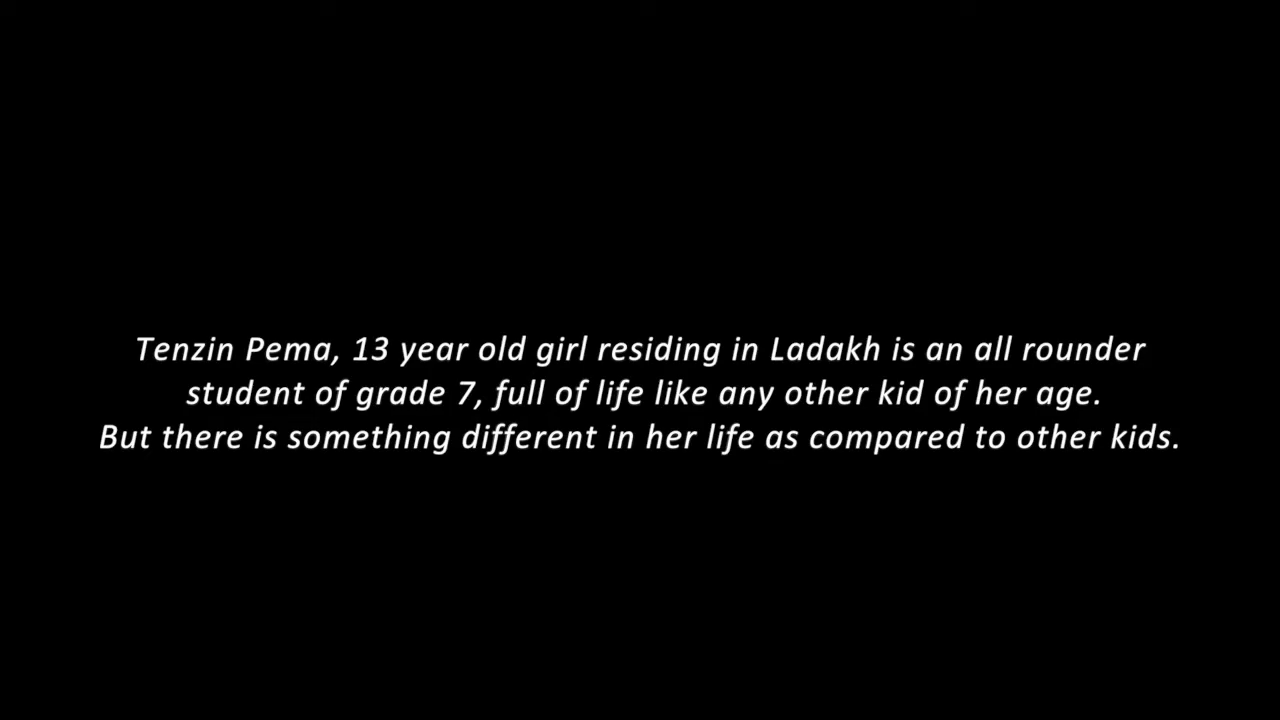 Tenzin Pema, 13 year old girl residing in Ladakh is an all rounder
student of grade 7, full of life like any other kid of her age.
But there is something different in her life as compared to other kids.